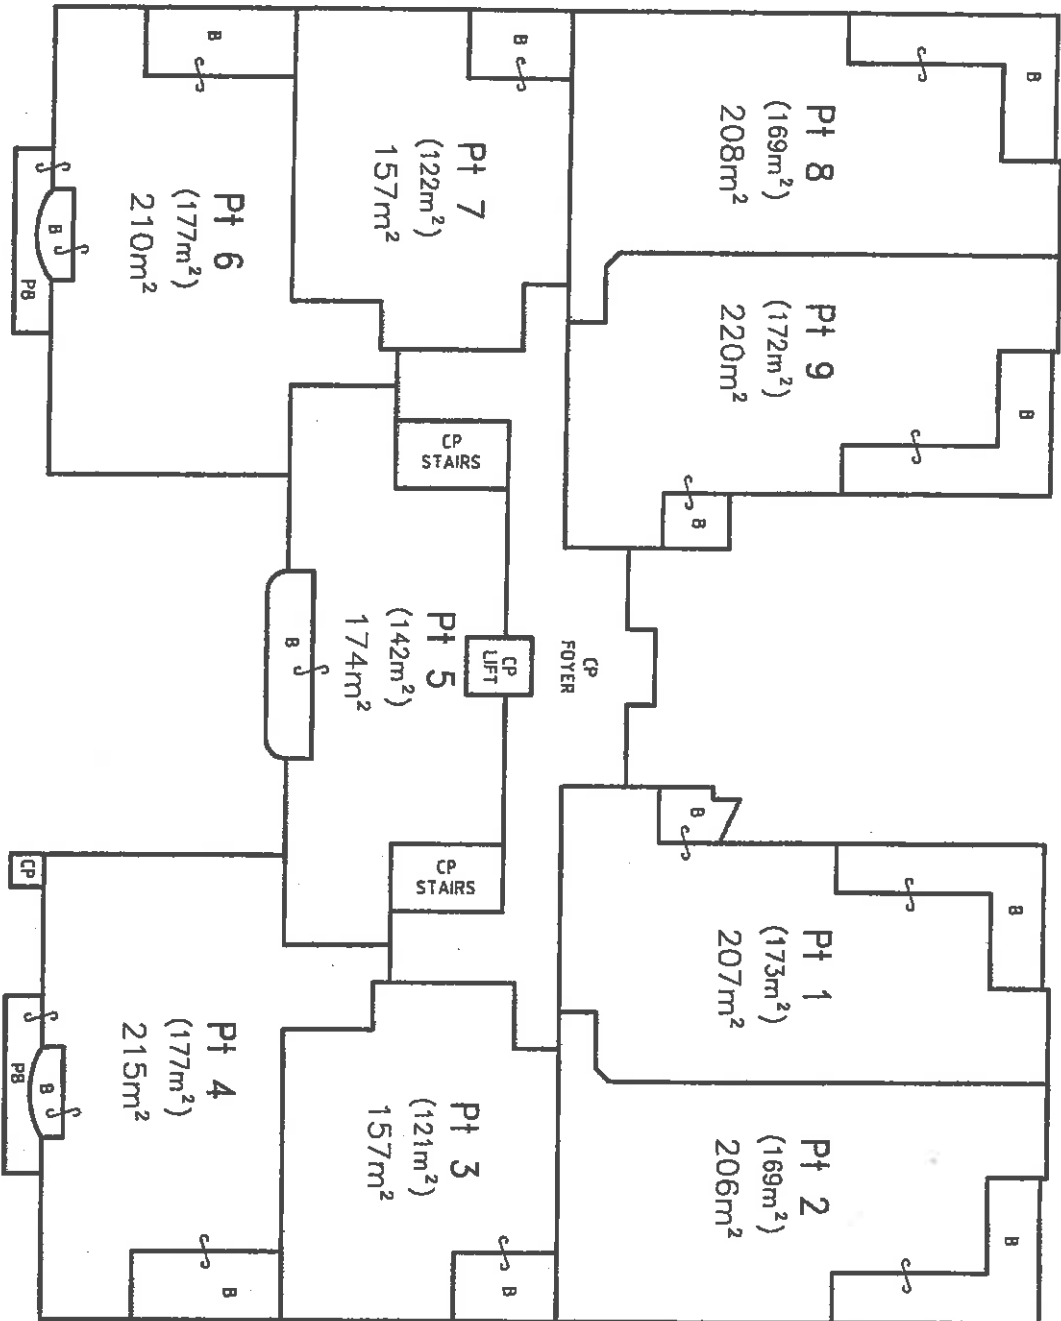 B
B
B
Pt 8
(169m²)
208m²
Pt 7
(122m²)
157m²
Pt 6
(177m²)
210m²
B
PB
Pt 9
(172m²)
220m²
B
B
CP
STAIRS
Pt 5
(142m²)
174m²
B
CP
LIFT
CP
FOYER
B
CP
STAIRS
CP
Pt 1
(173m²)
207m²
B
Pt 4
(177m²)
215m²
B
PB
B
Pt 3
(121m²)
157m²
B
Pt 2
(169m²)
206m²
B